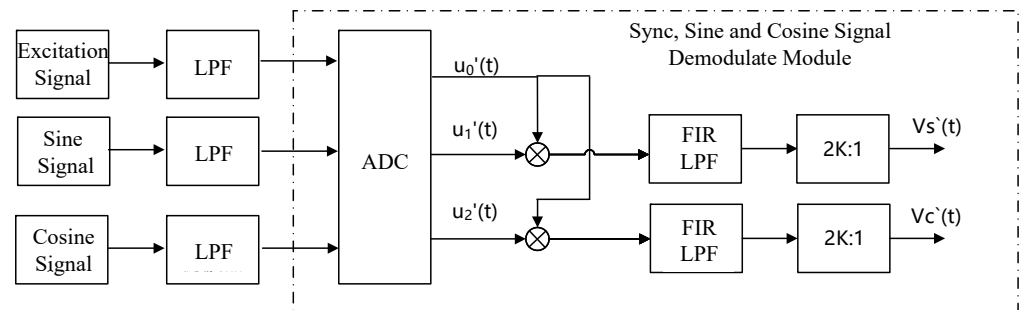 Sync, Sine and Cosine Signal
Demodulate Module
Excitation
Signal
LPF
ADC
u0'(t)
Sine
Signal
LPF
u1'(t)
FIR
LPF
2K:1
Vs`(t)
Cosine
Signal
LPF
u2'(t)
FIR
LPF
2K:1
Vc`(t)